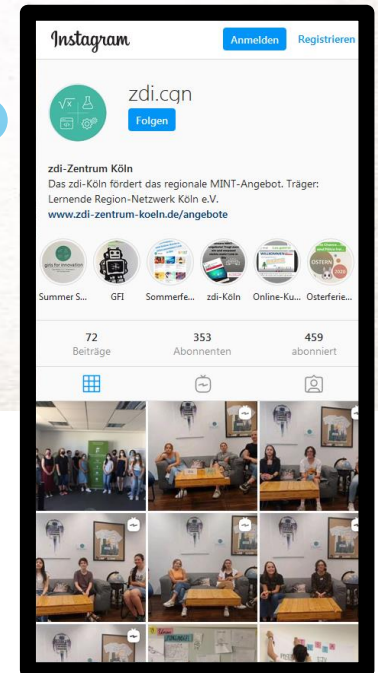 Instagram
Anmelden
Registrieren
zdi.cgn
Folgen
zdi-Zentrum Köln
Das zdi-Köln fördert das regionale MINT-Angebot. Träger:
Lernende Region-Netzwerk Köln e.V.
www.zdi-zentrum-koeln.de/angebote
Summer S... GFI Sommerfe... zdi-Köln Online-Ku... Osterferie...
72 353 459
Beiträge Abonnenten abonniert